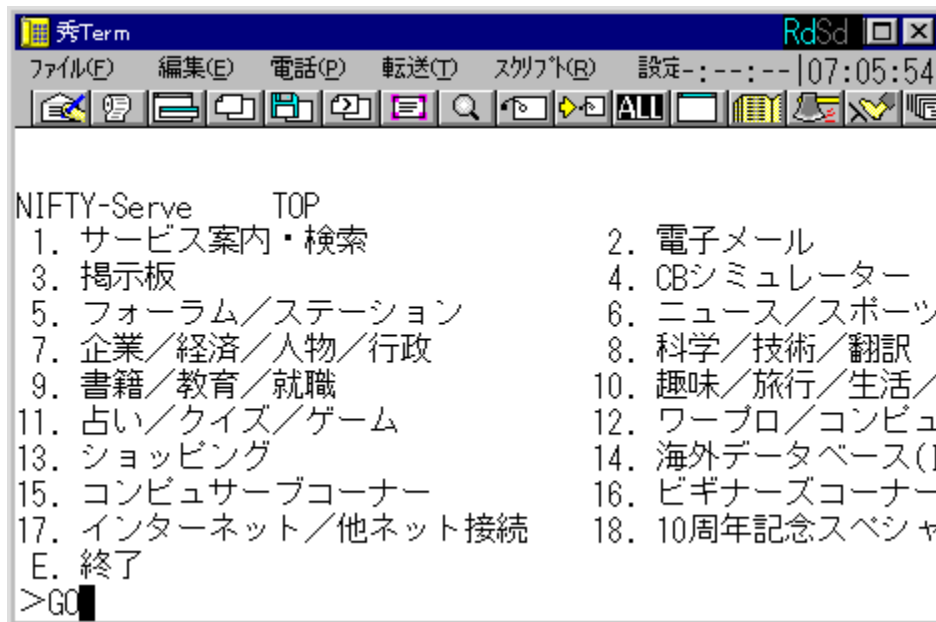 秀Term RdSd
ファイル(F) 編集(E) 電話(P) 転送(T) スクリプト(R) 設定-:--:--|07:05:54
ALL
NIFTY-Serve TOP
1. サービス案内・検索 2. 電子メール
3. 掲示板 4. CBシミュレーター
5. フォーラム／ステーション 6. ニュース／スポーツ
7. 企業／経済／人物／行政 8. 科学／技術／翻訳
9. 書籍／教育／就職 10. 趣味／旅行／生活／
11. 占い／クイズ／ゲーム 12. ワープロ／コンピュ
13. ショッピング 14. 海外データベース(
15. コンピュサーブコーナー 16. ビギナーズコーナー
17. インターネット／他ネット接続 18. 10周年記念スペシャ
E. 終了
>GO